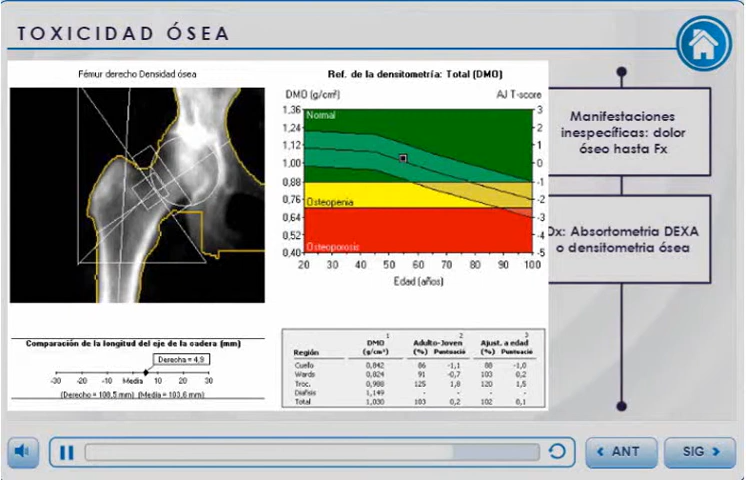 TOXICIDAD ÓSEA
Fémur derecho Densidad ósea
Ref. de la densitometría: Total (DMO)
DMO (g/cm²) AJ T-score
1,36 3
Normal
1,24 2
1,12 1
1,00 0
0,88 -1
0,76 -2
Osteopenia
-3
0,64
0,52 -4
Osteoporosis
0,40 -5
20 30 40 50 60 70 80 90 100
Edad (años)
Manifestaciones
inespecíficas: dolor
óseo hasta Fx
Dx: Absortometria DEXA
o densitometria ósea
Comparación de la longitud del eje de la cadera (mm)
Derecha = 4,9
-30 -20 -10 Media 10 20 30
(Derecha = 108,5 mm) (Media = 103,6 mm)
1 2 3
DMO Adulto-Joven Ajust. a edad
Región (g/cm²) (%) Puntuació (%) Puntuació
Cuello 0,842 86 -1,1 88 -1,0
Wards 0,824 91 -0,7 103 0,2
Troc. 0,988 125 1,8 120 1,5
Diáfisis 1,149 - - - -
Total 1,030 103 0,2 102 0,1
ANT SIG